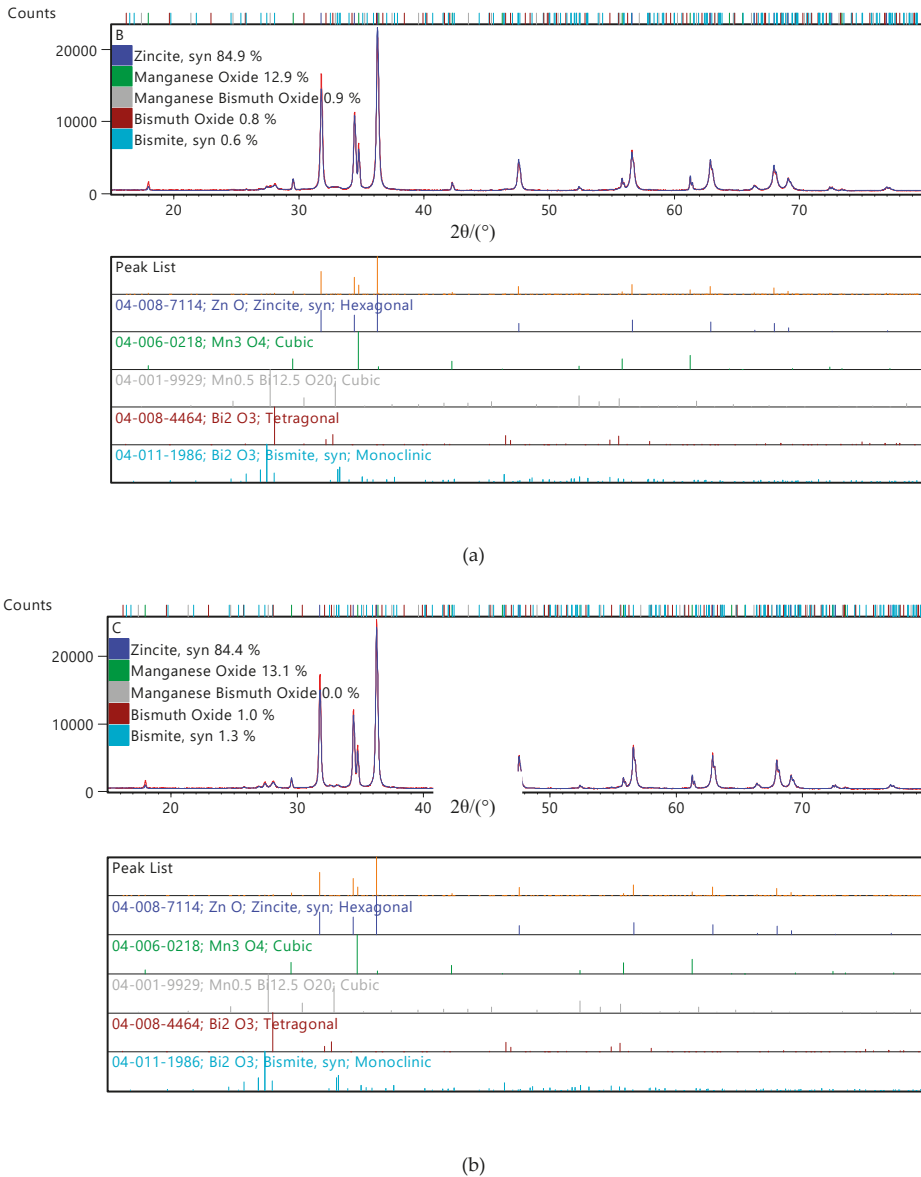 Counts
B
20000
Zincite, syn 84.9 %
Manganese Oxide 12.9 %
Manganese Bismuth Oxide 0.9 %
10000
Bismuth Oxide 0.8 %
Bismite, syn 0.6 %
0
20 30 40 50 60 70
2θ/(°)
Peak List
04-008-7114; Zn O; Zincite, syn; Hexagonal
04-006-0218; Mn3 O4; Cubic
04-001-9929; Mn0.5 Bi12.5 O20; Cubic
04-008-4464; Bi2 O3; Tetragonal
04-011-1986; Bi2 O3; Bismite, syn; Monoclinic
(a)
Counts
C
Zincite, syn 84.4 %
20000
Manganese Oxide 13.1 %
Manganese Bismuth Oxide 0.0 %
Bismuth Oxide 1.0 %
10000
Bismite, syn 1.3 %
0
20 30 40 50 60 70
2θ/(°)
Peak List
04-008-7114; Zn O; Zincite, syn; Hexagonal
04-006-0218; Mn3 O4; Cubic
04-001-9929; Mn0.5 Bi12.5 O20; Cubic
04-008-4464; Bi2 O3; Tetragonal
04-011-1986; Bi2 O3; Bismite, syn; Monoclinic
(b)